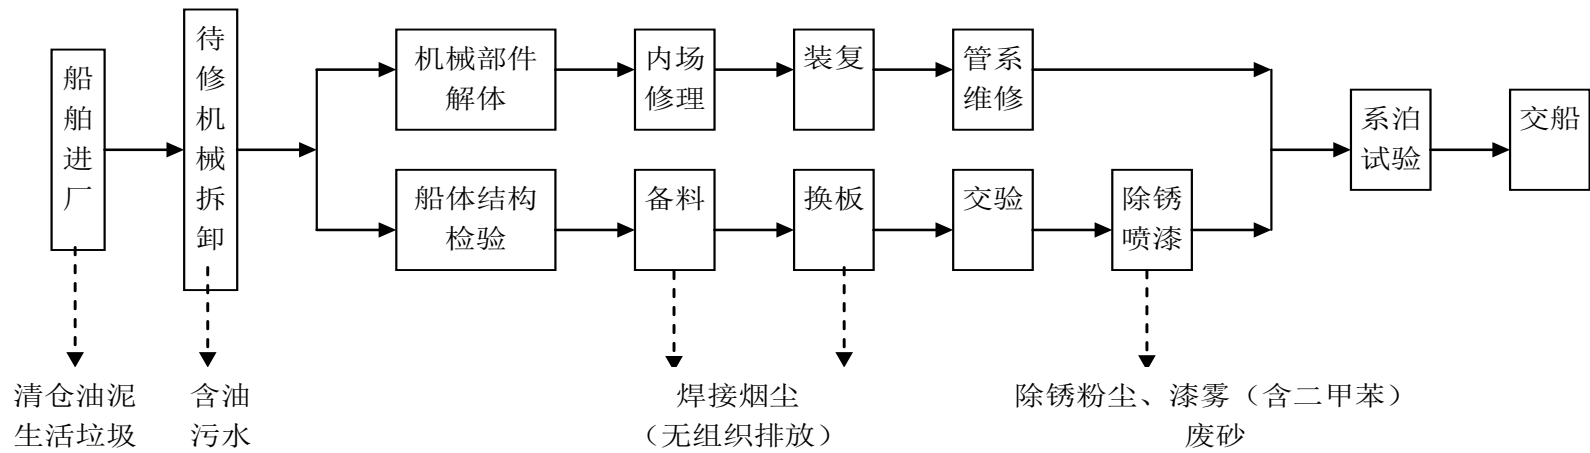 船
舶
进
厂
待
修
机
械
拆
卸
机械部件
解体
内场
修理
装复
管系
维修
船体结构
检验
备料
换板
交验
除锈
喷漆
系泊
试验
交船
清仓油泥
生活垃圾
含油
污水
焊接烟尘
（无组织排放）
除锈粉尘、漆雾（含二甲苯）
废砂